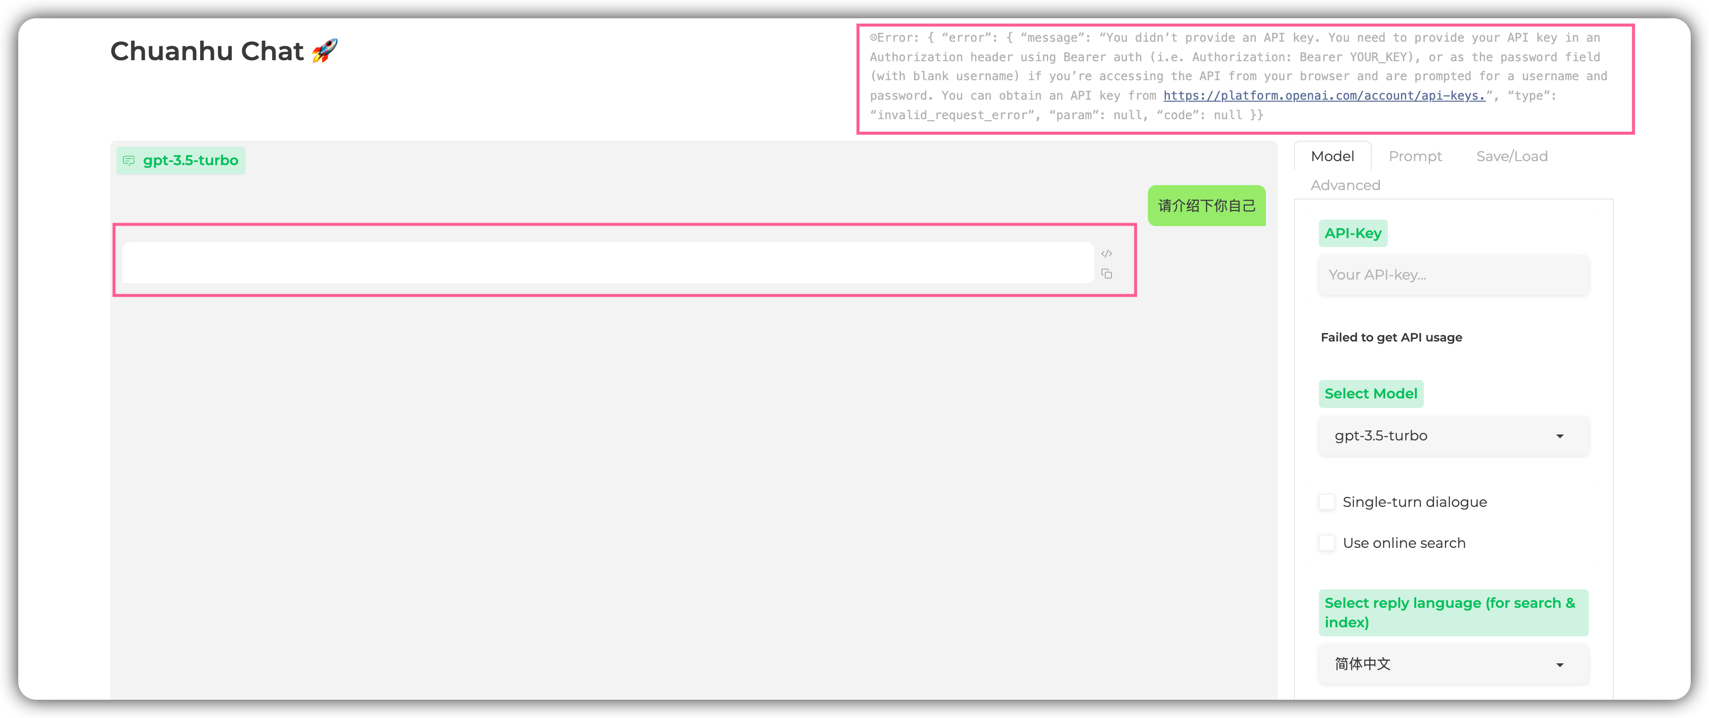 Chuanhu Chat 🚀
☹Error: { “error”: { “message”: “You didn’t provide an API key. You need to provide your API key in an
Authorization header using Bearer auth (i.e. Authorization: Bearer YOUR_KEY), or as the password field
(with blank username) if you’re accessing the API from your browser and are prompted for a username and
password. You can obtain an API key from https://platform.openai.com/account/api-keys.”, “type”:
“invalid_request_error”, “param”: null, “code”: null }}
gpt-3.5-turbo
请介绍下你自己
Model Prompt Save/Load
Advanced
API-Key
Your API-key...
Failed to get API usage
Select Model
gpt-3.5-turbo
Single-turn dialogue
Use online search
Select reply language (for search &
index)
简体中文